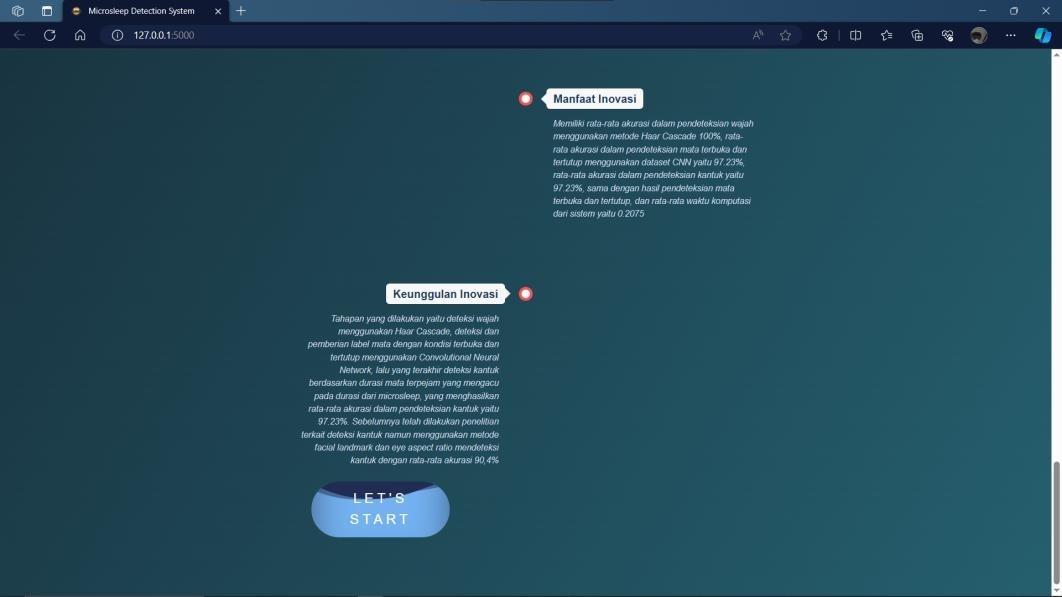 Microsleep Detection System
127.0.0.1:5000
Manfaat Inovasi
Memiliki rata-rata akurasi dalam pendeteksian wajah
menggunakan metode Haar Cascade 100%, rata-
rata akurasi dalam pendeteksian mata terbuka dan
tertutup menggunakan dataset CNN yaitu 97.23%,
rata-rata akurasi dalam pendeteksian kantuk yaitu
97.23%, sama dengan hasil pendeteksian mata
terbuka dan tertutup, dan rata-rata waktu komputasi
dari sistem yaitu 0.2075
Keunggulan Inovasi
Tahapan yang dilakukan yaitu deteksi wajah
menggunakan Haar Cascade, deteksi dan
pemberian label mata dengan kondisi terbuka dan
tertutup menggunakan Convolutional Neural
Network, lalu yang terakhir deteksi kantuk
berdasarkan durasi mata terpejam yang mengacu
pada durasi dari microsleep, yang menghasilkan
rata-rata akurasi dalam pendeteksian kantuk yaitu
97.23%. Sebelumnya telah dilakukan penelitian
terkait deteksi kantuk namun menggunakan metode
facial landmark dan eye aspect ratio mendeteksi
kantuk dengan rata-rata akurasi 90,4%
LET'S
START